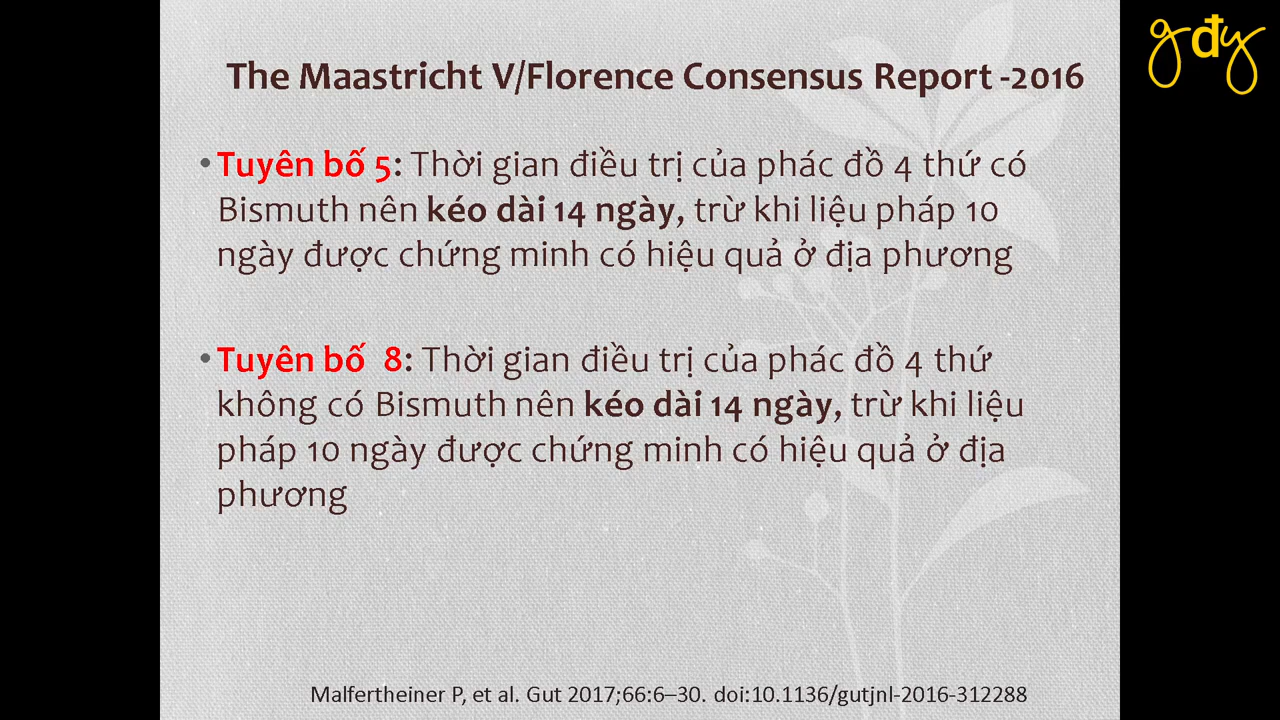 gđy
The Maastricht V/Florence Consensus Report -2016
• Tuyên bố 5: Thời gian điều trị của phác đồ 4 thứ có
Bismuth nên kéo dài 14 ngày, trừ khi liệu pháp 10
ngày được chứng minh có hiệu quả ở địa phương
• Tuyên bố 8: Thời gian điều trị của phác đồ 4 thứ
không có Bismuth nên kéo dài 14 ngày, trừ khi liệu
pháp 10 ngày được chứng minh có hiệu quả ở địa
phương
Malfertheiner P, et al. Gut 2017;66:6–30. doi:10.1136/gutjnl-2016-312288